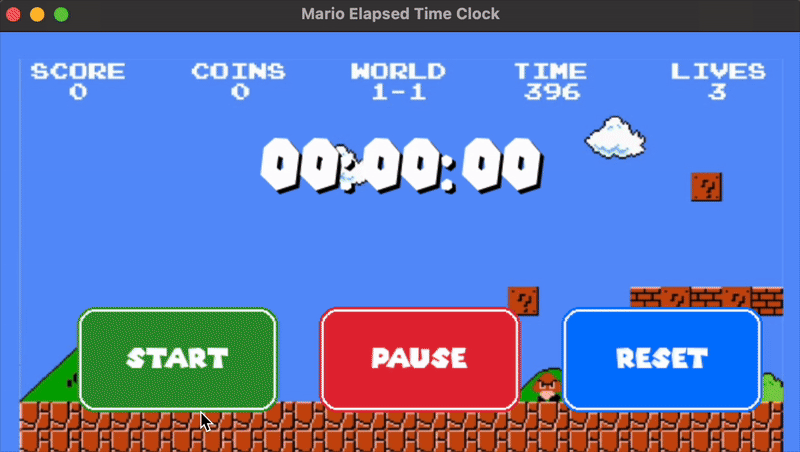 Mario Elapsed Time Clock
SCORE COINS WORLD TIME LIVES
0 0 1-1 396 3
00:00:00
?
?
? ?
START PAUSE RESET